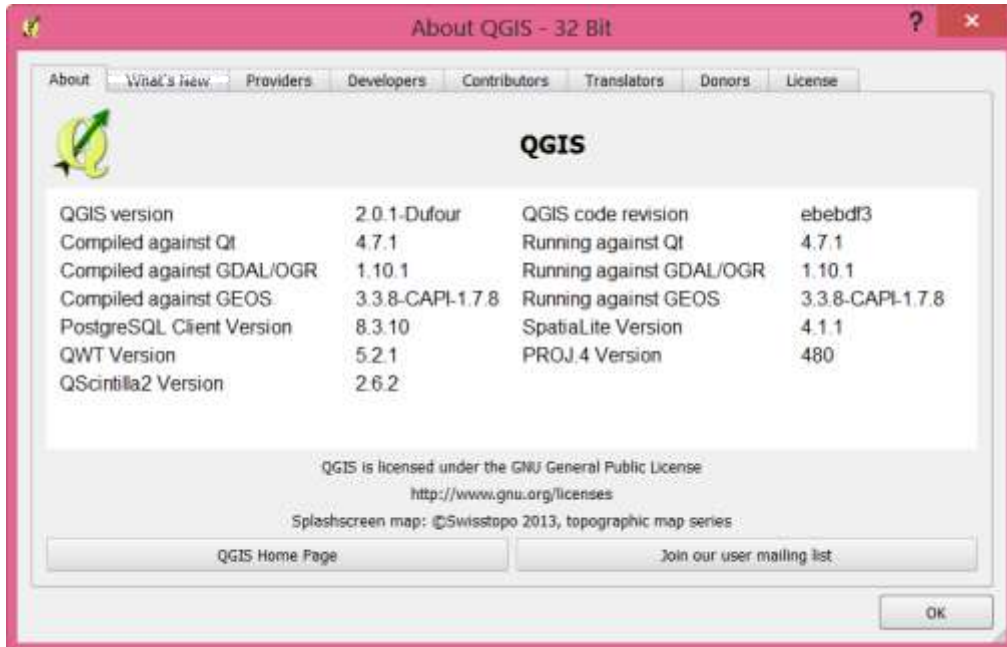 About QGIS - 32 Bit
?
About What's New Providers Developers Contributors Translators Donors License
QGIS
QGIS version 2.0.1-Dufour QGIS code revision ebebdf3
Compiled against Qt 4.7.1 Running against Qt 4.7.1
Compiled against GDAL/OGR 1.10.1 Running against GDAL/OGR 1.10.1
Compiled against GEOS 3.3.8-CAPI-1.7.8 Running against GEOS 3.3.8-CAPI-1.7.8
PostgreSQL Client Version 8.3.10 SpatiaLite Version 4.1.1
QWT Version 5.2.1 PROJ.4 Version 480
QScintilla2 Version 2.6.2
QGIS is licensed under the GNU General Public License
http://www.gnu.org/licenses
Splashscreen map: ©Swisstopo 2013, topographic map series
QGIS Home Page Join our user mailing list
OK